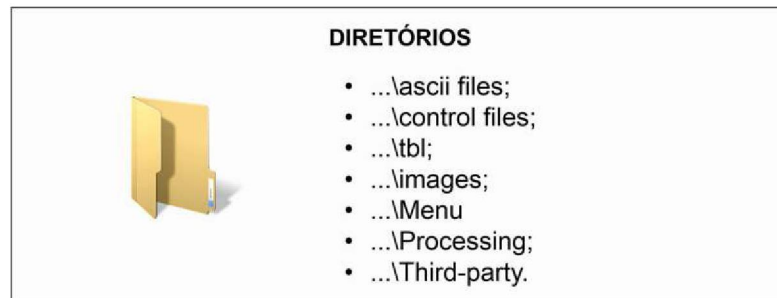 DIRETÓRIOS
• ...\ascii files;
• ...\control files;
• ...\tbl;
• ...\images;
• ...\Menu
• ...\Processing;
• ...\Third-party.